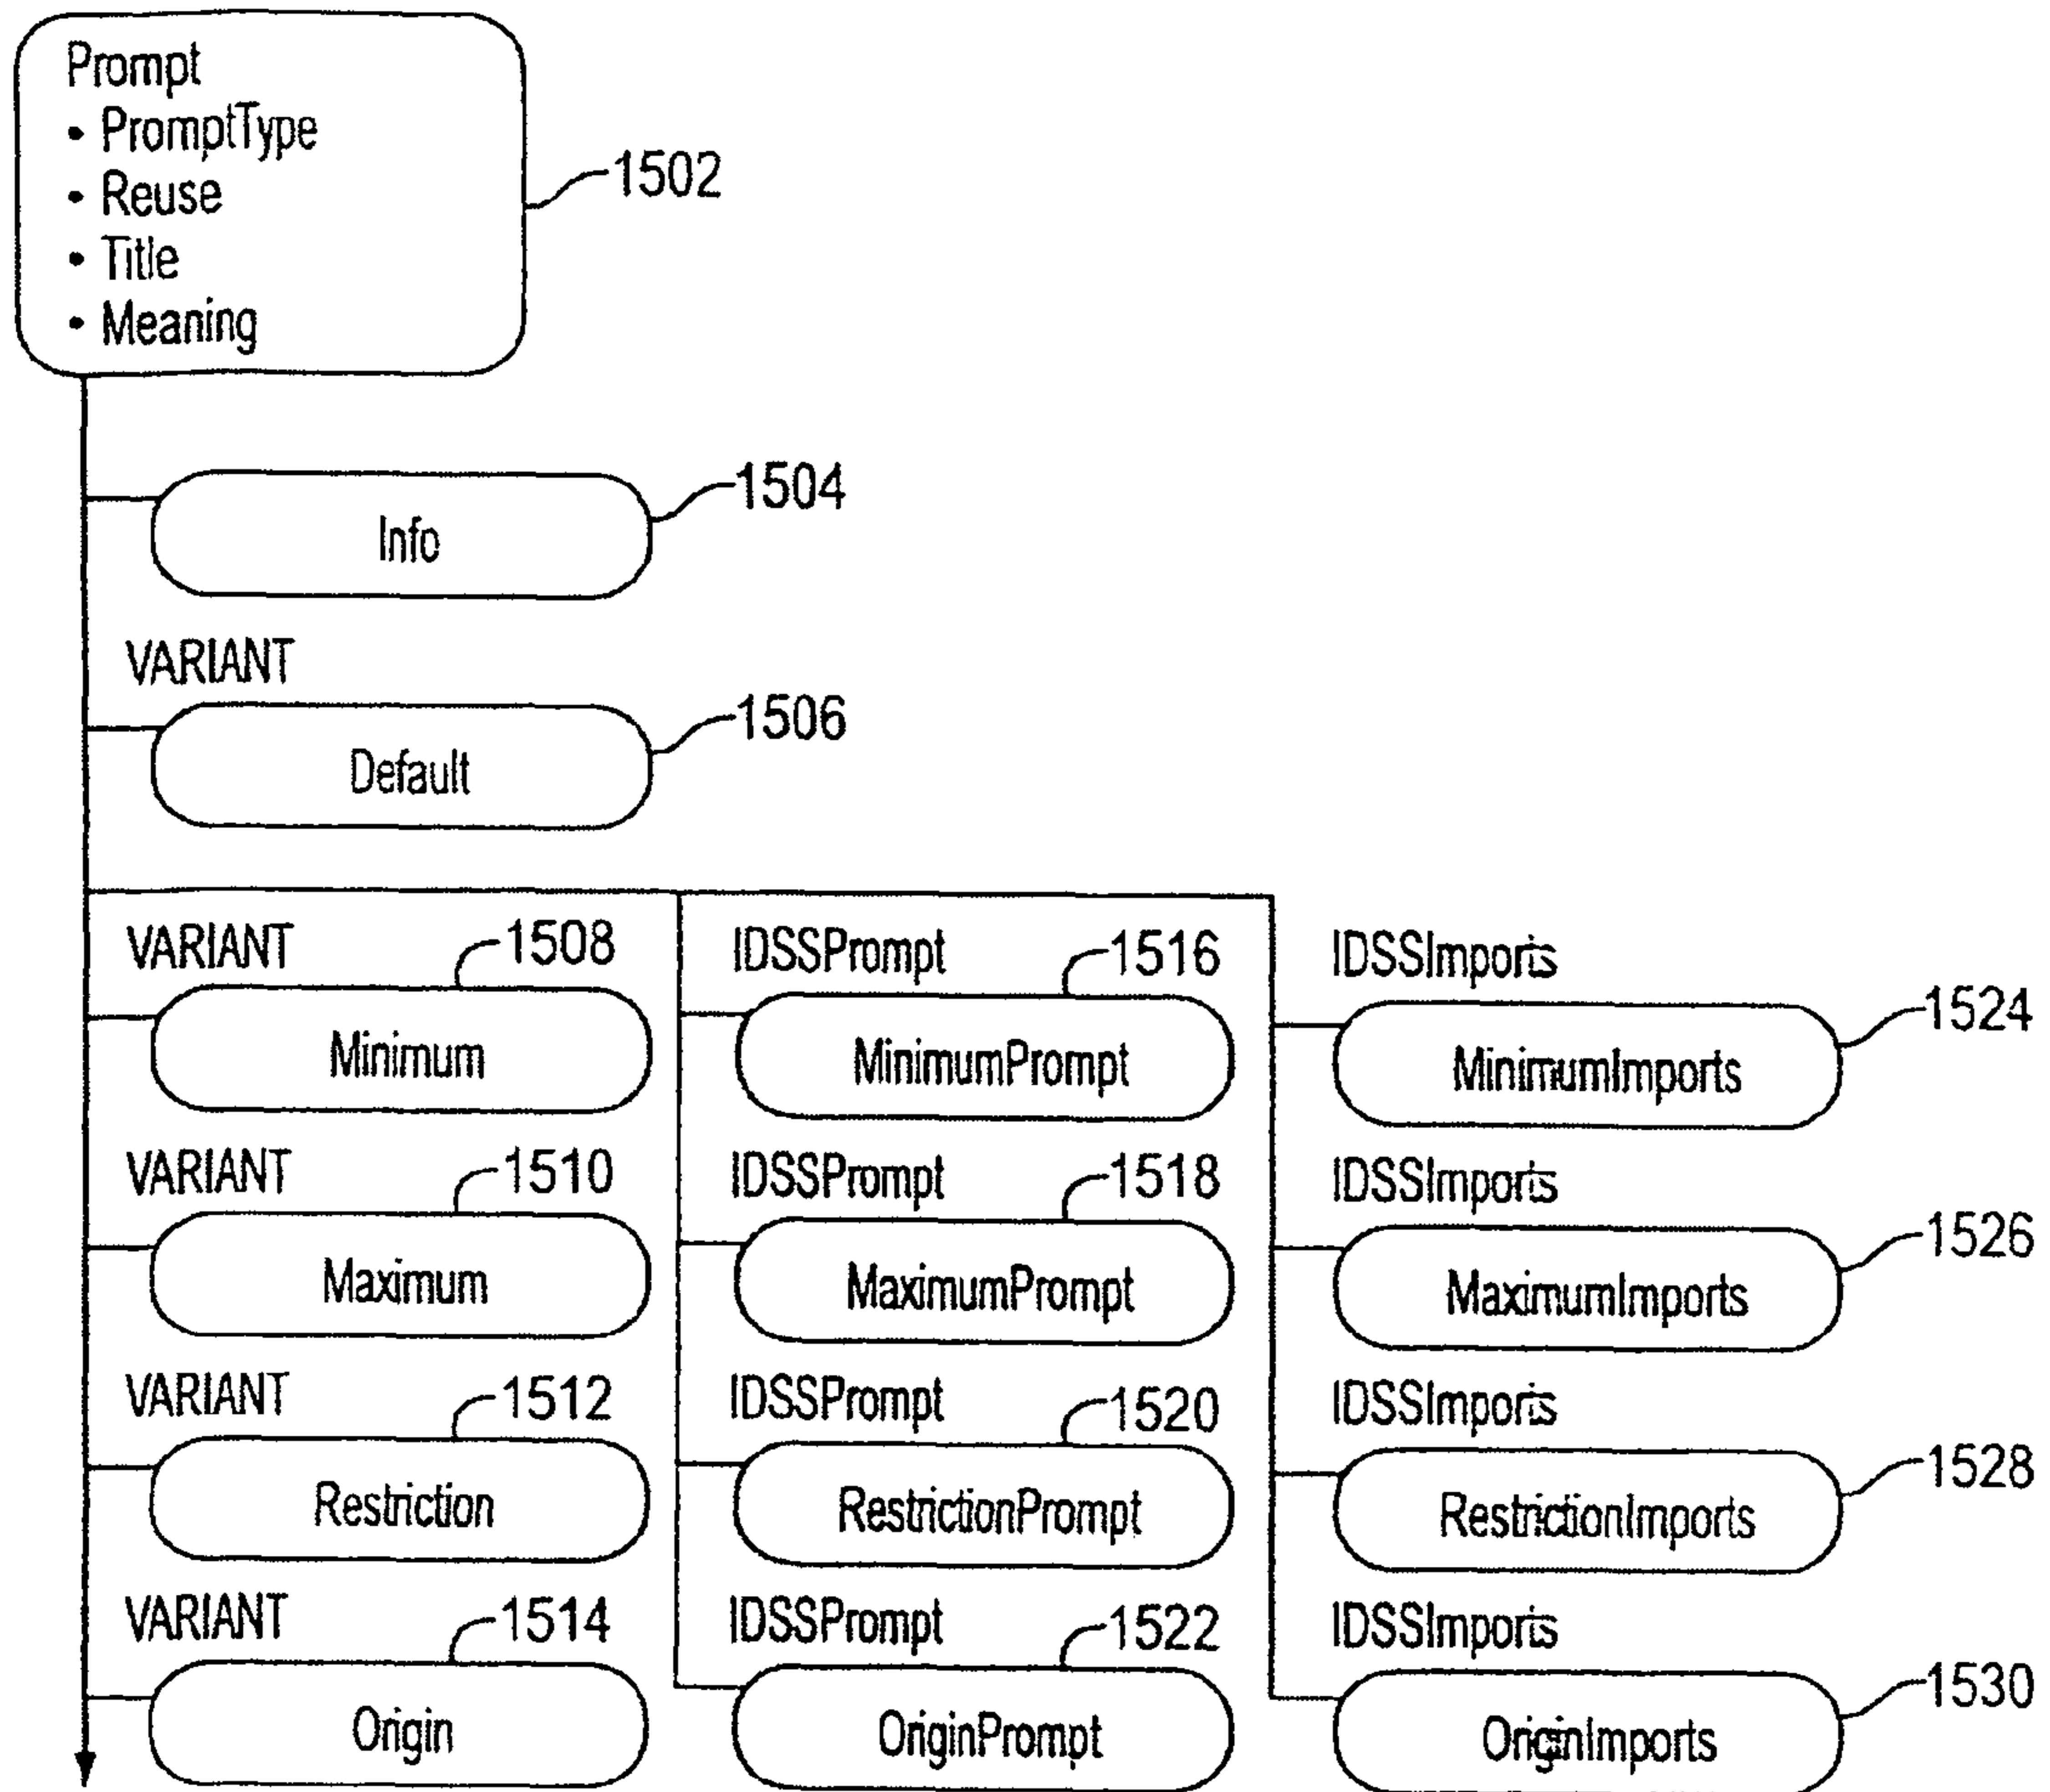 Prompt
• PromptType
• Reuse
• Title
• Meaning
1502
1504
Info
VARIANT
1506
Default
VARIANT 1508 IDSSPrompt 1516 IDSSImports
1524
Minimum MinimumPrompt MinimumImports
VARIANT 1510 IDSSPrompt 1518 IDSSImports
1526
Maximum MaximumPrompt MaximumImports
VARIANT 1512 IDSSPrompt 1520 IDSSImports
1528
Restriction RestrictionPrompt RestrictionImports
VARIANT 1514 IDSSPrompt 1522 IDSSImports
1530
Origin OriginPrompt OriginImports